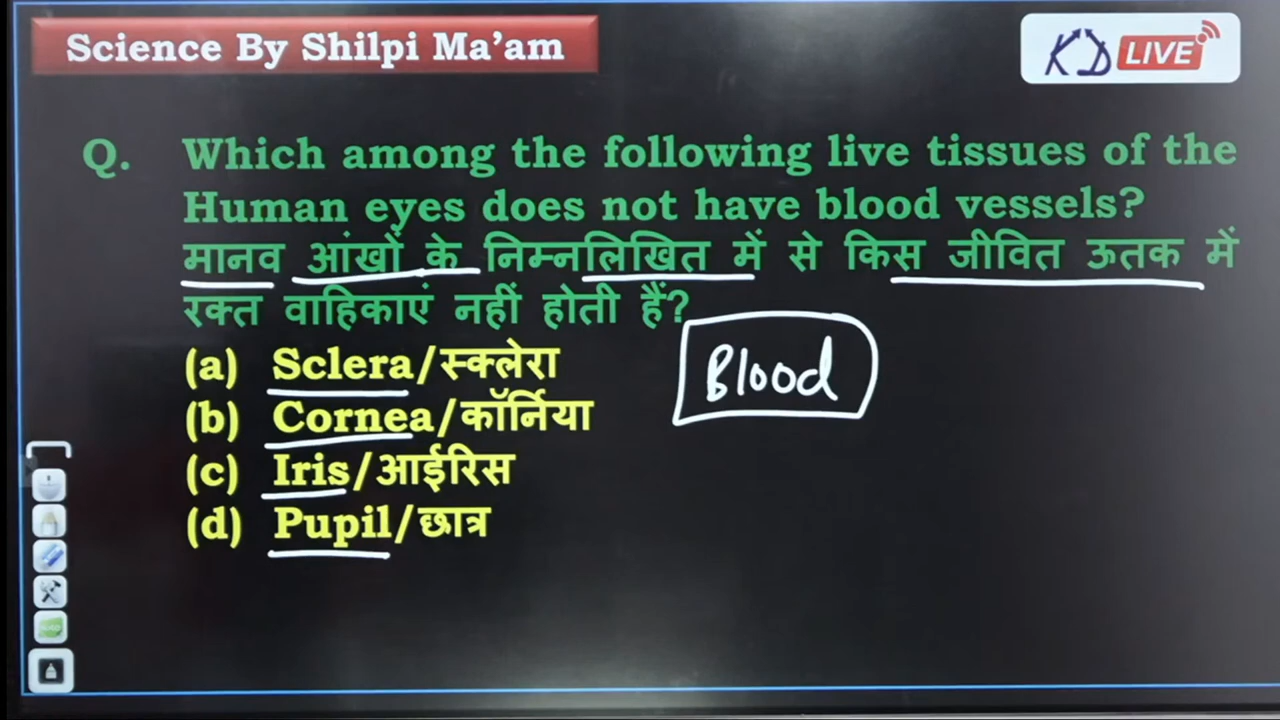 Science By Shilpi Ma'am
KD LIVE
Q. Which among the following live tissues of the
Human eyes does not have blood vessels?
मानव आंखों के निम्नलिखित में से किस जीवित ऊतक में
रक्त वाहिकाएं नहीं होती हैं?
(a) Sclera/स्क्लेरा
Blood
(b) Cornea/कॉर्निया
(c) Iris/आईरिस
(d) Pupil/छात्र